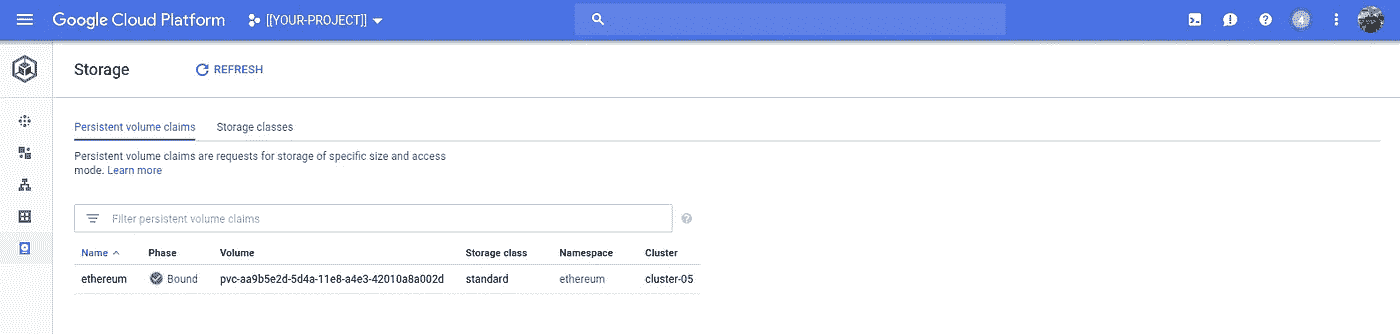 Google Cloud Platform [[YOUR-PROJECT]] 4
Storage REFRESH
Persistent volume claims Storage classes
Persistent volume claims are requests for storage of specific size and access
mode. Learn more
Filter persistent volume claims
Name Phase Volume Storage class Namespace Cluster
ethereum Bound pvc-aa9b5e2d-5d4a-11e8-a4e3-42010a8a002d standard ethereum cluster-05